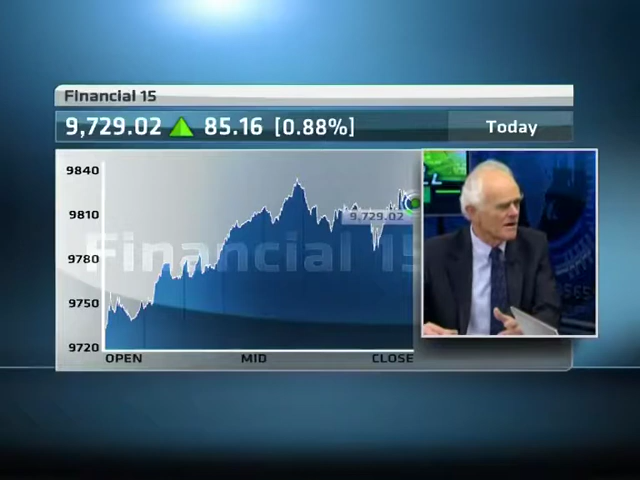 Financial 15
9,729.02 85.16 [0.88%] Today
9840
9810
9780
9750
9720
9,729.02
Financial 15
OPEN MID CLOSE